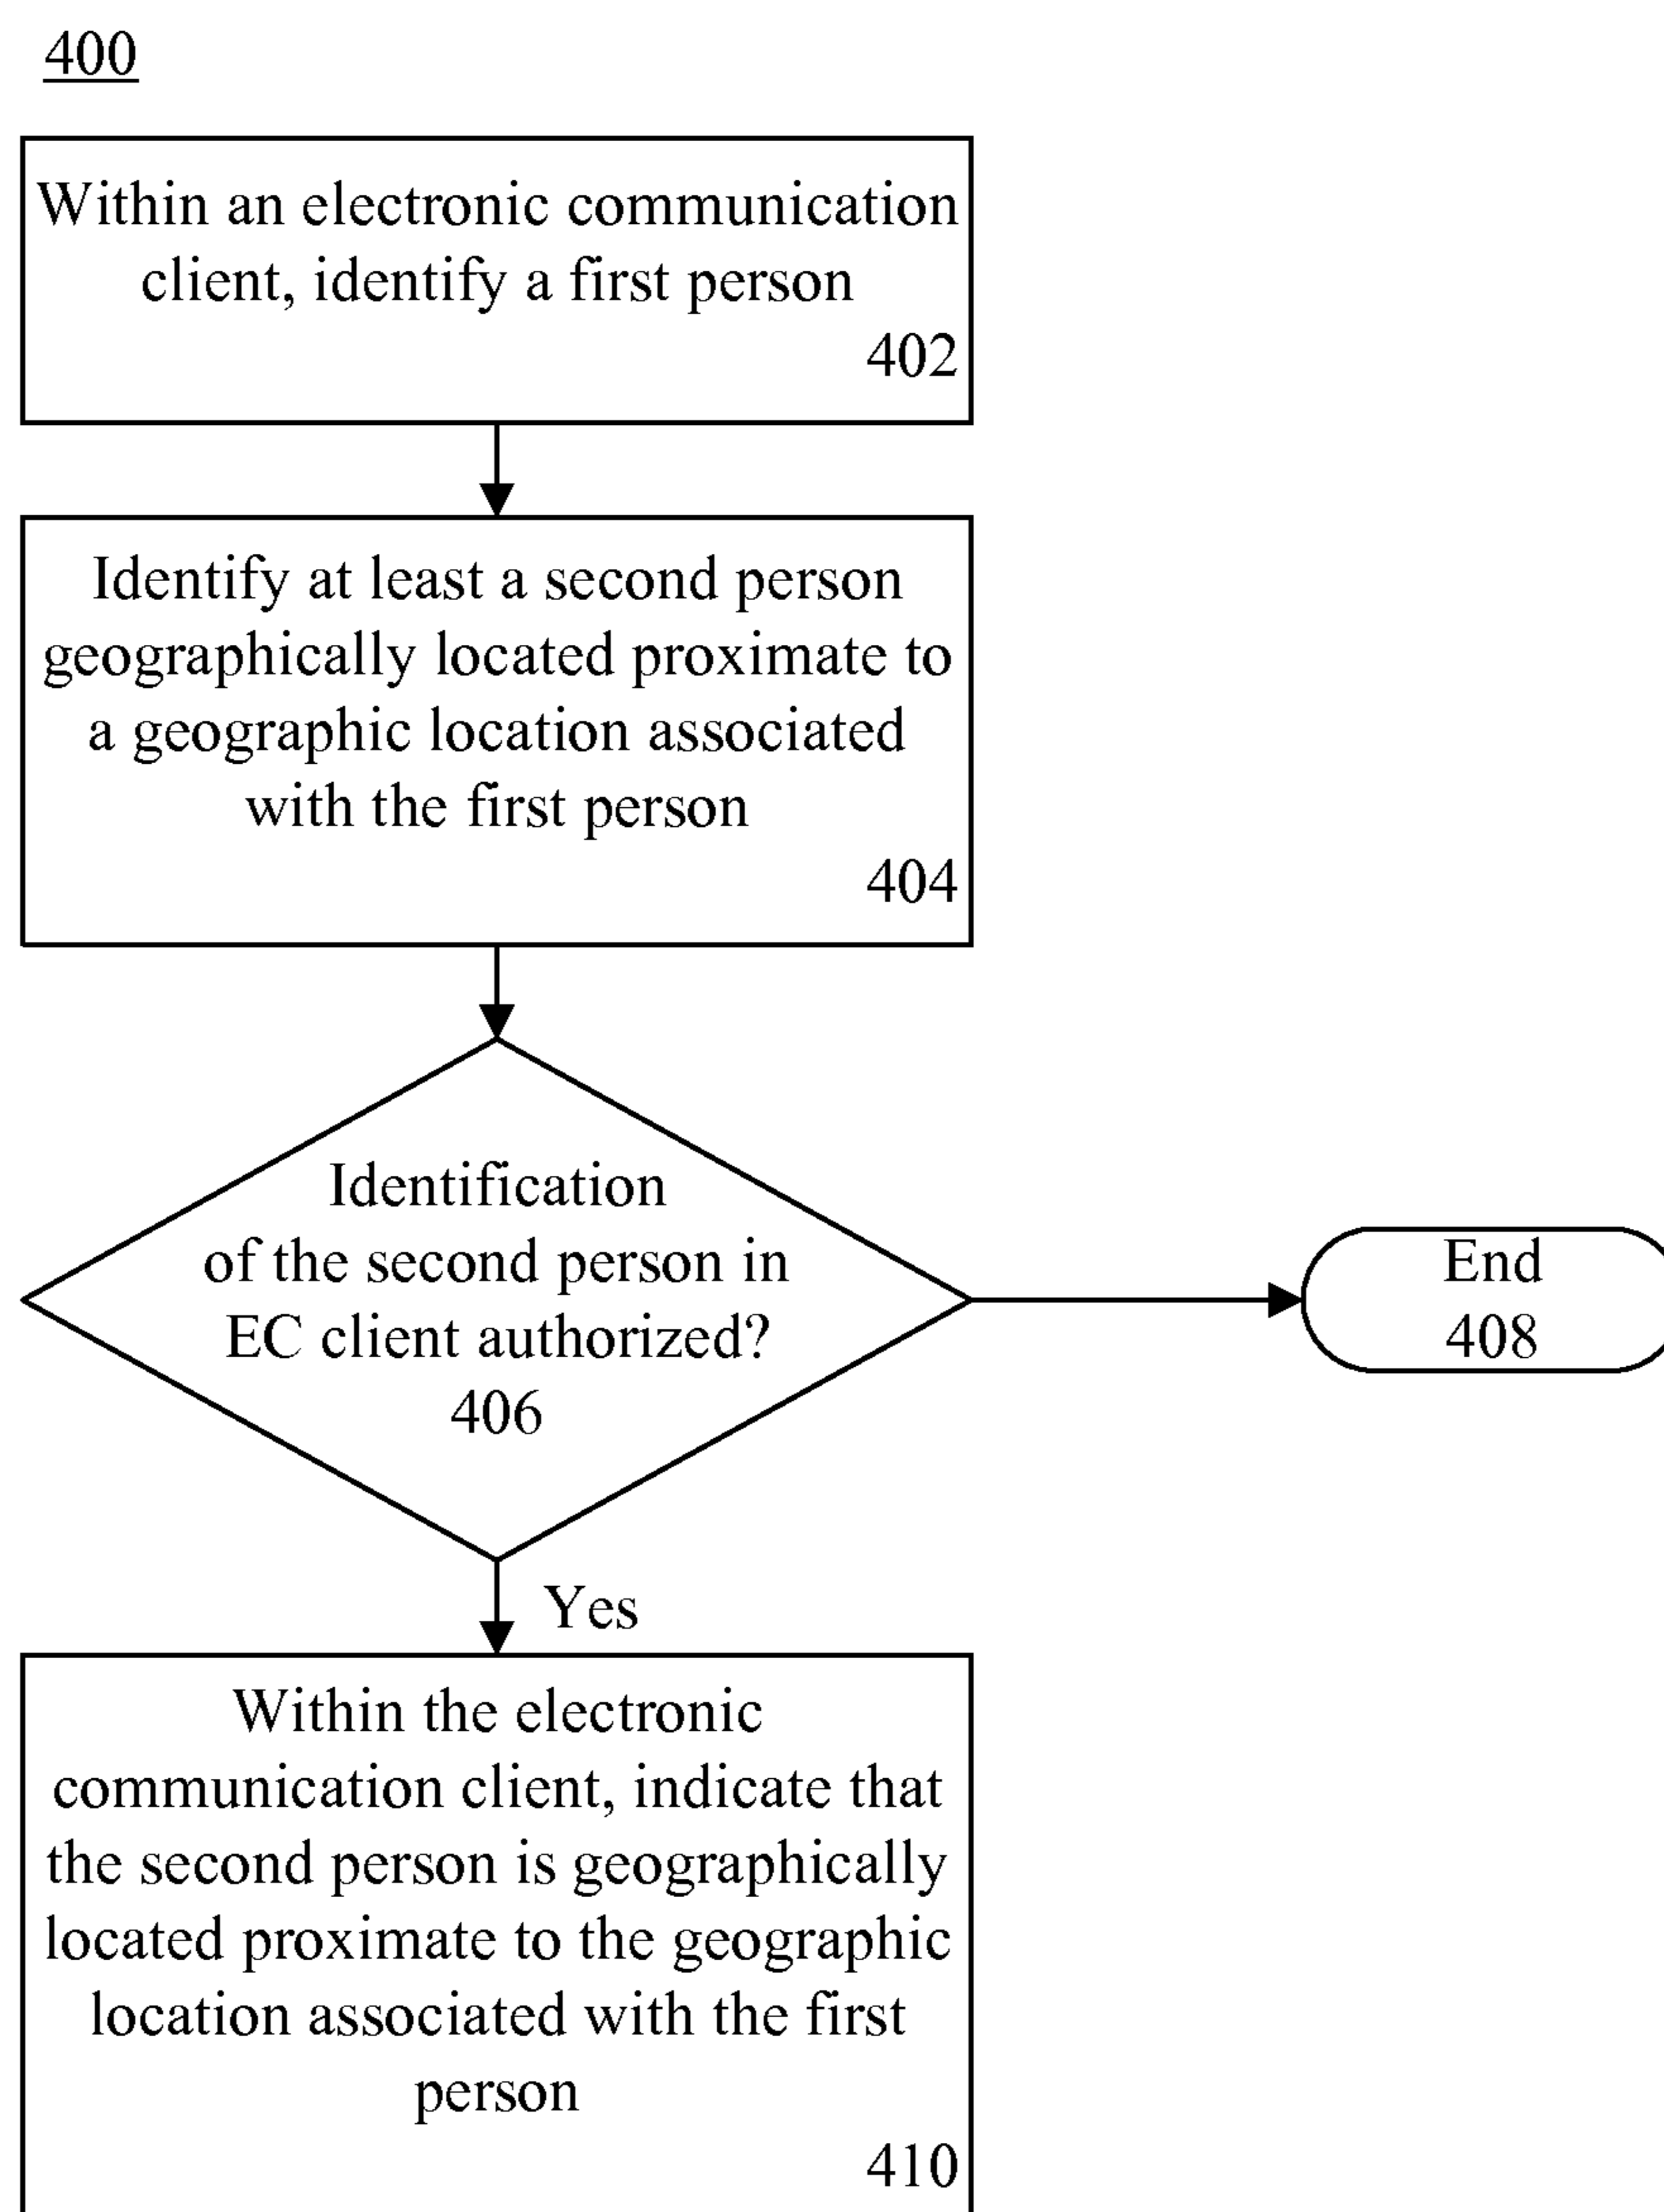 400
Within an electronic communication
client, identify a first person
402
Identify at least a second person
geographically located proximate to
a geographic location associated
with the first person
404
Identification
of the second person in
EC client authorized?
406
End
408
Yes
Within the electronic
communication client, indicate that
the second person is geographically
located proximate to the geographic
location associated with the first
person
410